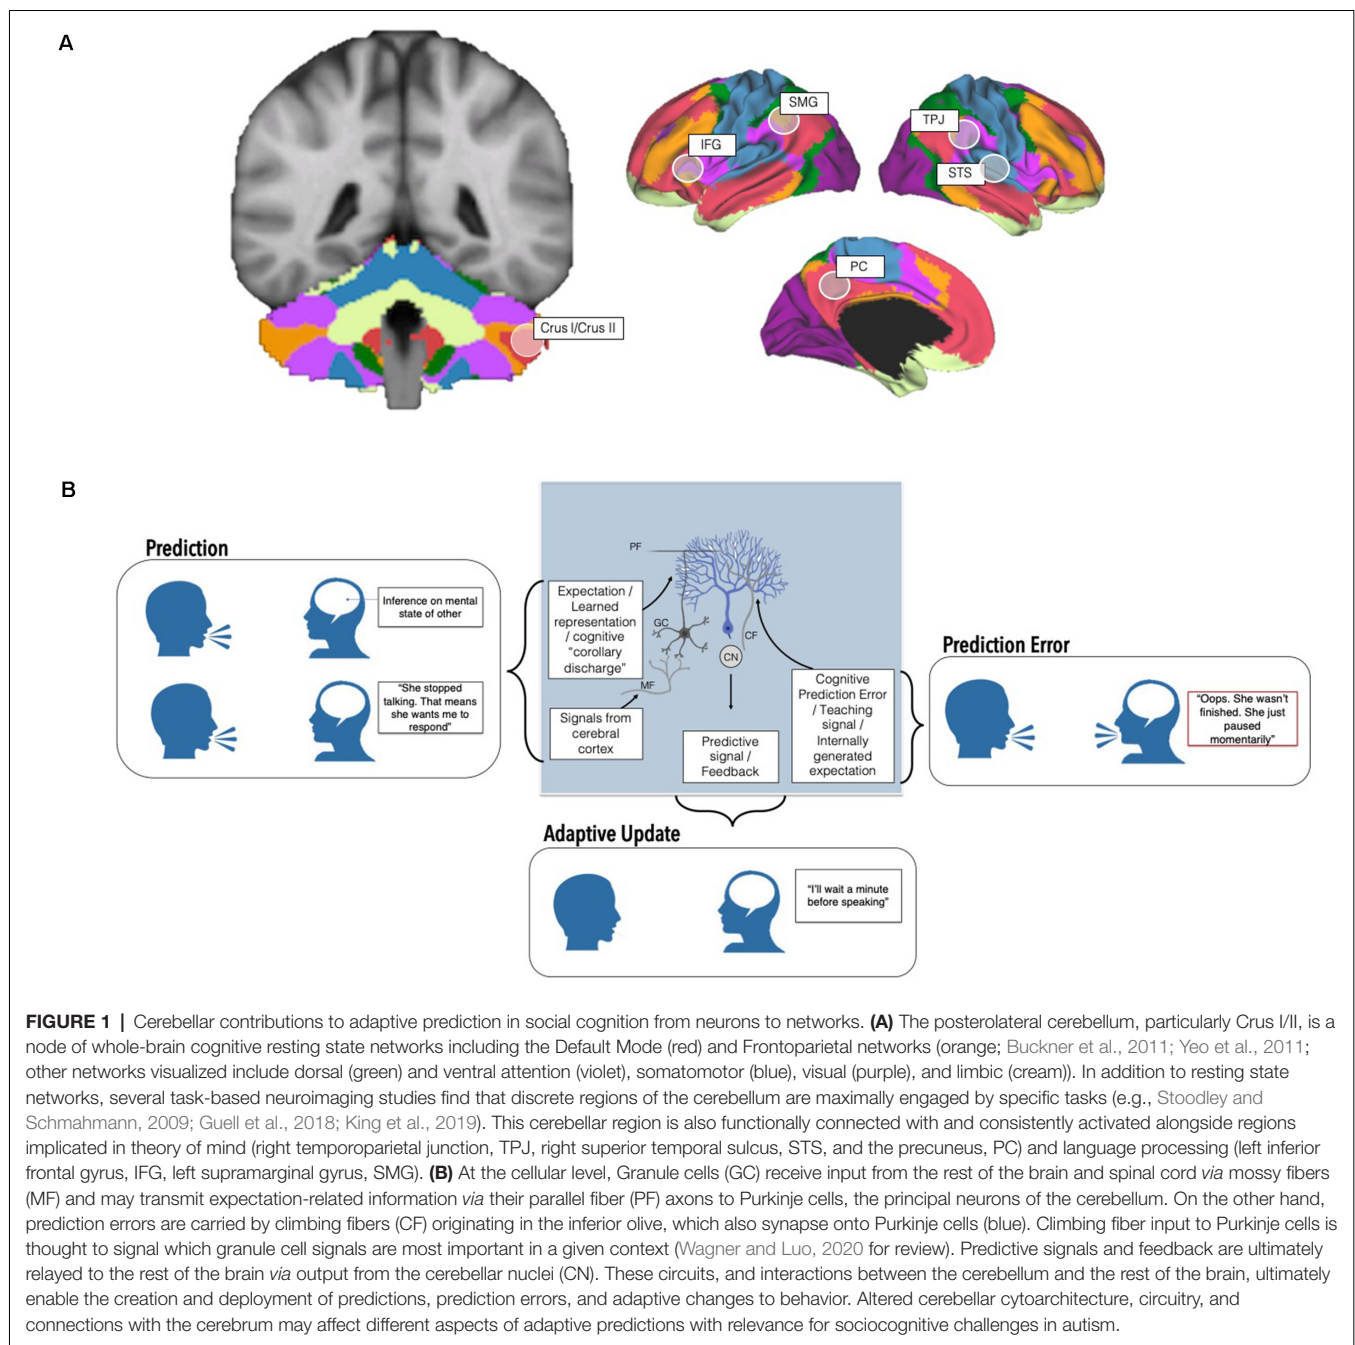 A
SMG
IFG
TPJ
STS
PC
Crus I/Crus II
B
Prediction
Inference on mental
state of other
“She stopped
talking. That means
she wants me to
respond”
PF
Expectation /
Learned
representation
/ cognitive
“corollary
discharge”
GC
CF
CN
MF
Signals from
cerebral
cortex
Predictive
signal /
Feedback
Cognitive
Prediction Error
/ Teaching
signal /
Internally
generated
expectation
Prediction Error
“Oops. She wasn’t
finished. She just
paused
momentarily”
Adaptive Update
“I’ll wait a minute
before speaking”
FIGURE 1 | Cerebellar contributions to adaptive prediction in social cognition from neurons to networks. (A) The posterolateral cerebellum, particularly Crus I/II, is a
node of whole-brain cognitive resting state networks including the Default Mode (red) and Frontoparietal networks (orange; Buckner et al., 2011; Yeo et al., 2011;
other networks visualized include dorsal (green) and ventral attention (violet), somatomotor (blue), visual (purple), and limbic (cream)). In addition to resting state
networks, several task-based neuroimaging studies find that discrete regions of the cerebellum are maximally engaged by specific tasks (e.g., Stoodley and
Schmahmann, 2009; Guell et al., 2018; King et al., 2019). This cerebellar region is also functionally connected with and consistently activated alongside regions
implicated in theory of mind (right temporoparietal junction, TPJ, right superior temporal sulcus, STS, and the precuneus, PC) and language processing (left inferior
frontal gyrus, IFG, left supramarginal gyrus, SMG). (B) At the cellular level, Granule cells (GC) receive input from the rest of the brain and spinal cord via mossy fibers
(MF) and may transmit expectation-related information via their parallel fiber (PF) axons to Purkinje cells, the principal neurons of the cerebellum. On the other hand,
prediction errors are carried by climbing fibers (CF) originating in the inferior olive, which also synapse onto Purkinje cells (blue). Climbing fiber input to Purkinje cells is
thought to signal which granule cell signals are most important in a given context (Wagner and Luo, 2020 for review). Predictive signals and feedback are ultimately
relayed to the rest of the brain via output from the cerebellar nuclei (CN). These circuits, and interactions between the cerebellum and the rest of the brain, ultimately
enable the creation and deployment of predictions, prediction errors, and adaptive changes to behavior. Altered cerebellar cytoarchitecture, circuitry, and
connections with the cerebrum may affect different aspects of adaptive predictions with relevance for sociocognitive challenges in autism.